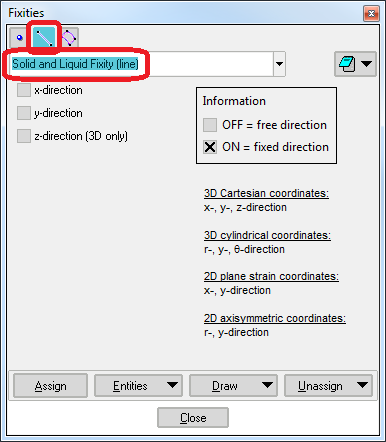 Fixities
Solid and Liquid Fixity (line)
x-direction
y-direction
z-direction (3D only)
Information
OFF = free direction
ON = fixed direction
3D Cartesian coordinates:
x-, y-, z-direction
3D cylindrical coordinates:
r-, y-, θ-direction
2D plane strain coordinates:
x-, y-direction
2D axisymmetric coordinates:
r-, y-direction
Assign Entities Draw Unassign
Close